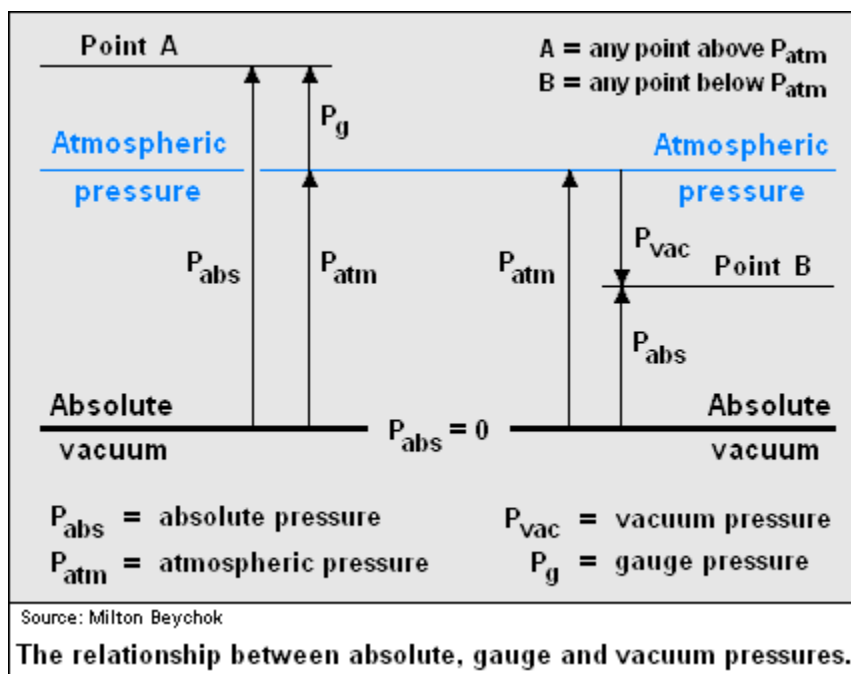 Point A
A = any point above Patm
B = any point below Patm
Pg
Atmospheric
pressure
Atmospheric
pressure
Pabs
Patm
Patm
Pvac
Point B
Pabs
Absolute
vacuum
Pabs = 0
Absolute
vacuum
Pabs = absolute pressure
Patm = atmospheric pressure
Pvac = vacuum pressure
Pg = gauge pressure
Source: Milton Beychok
The relationship between absolute, gauge and vacuum pressures.